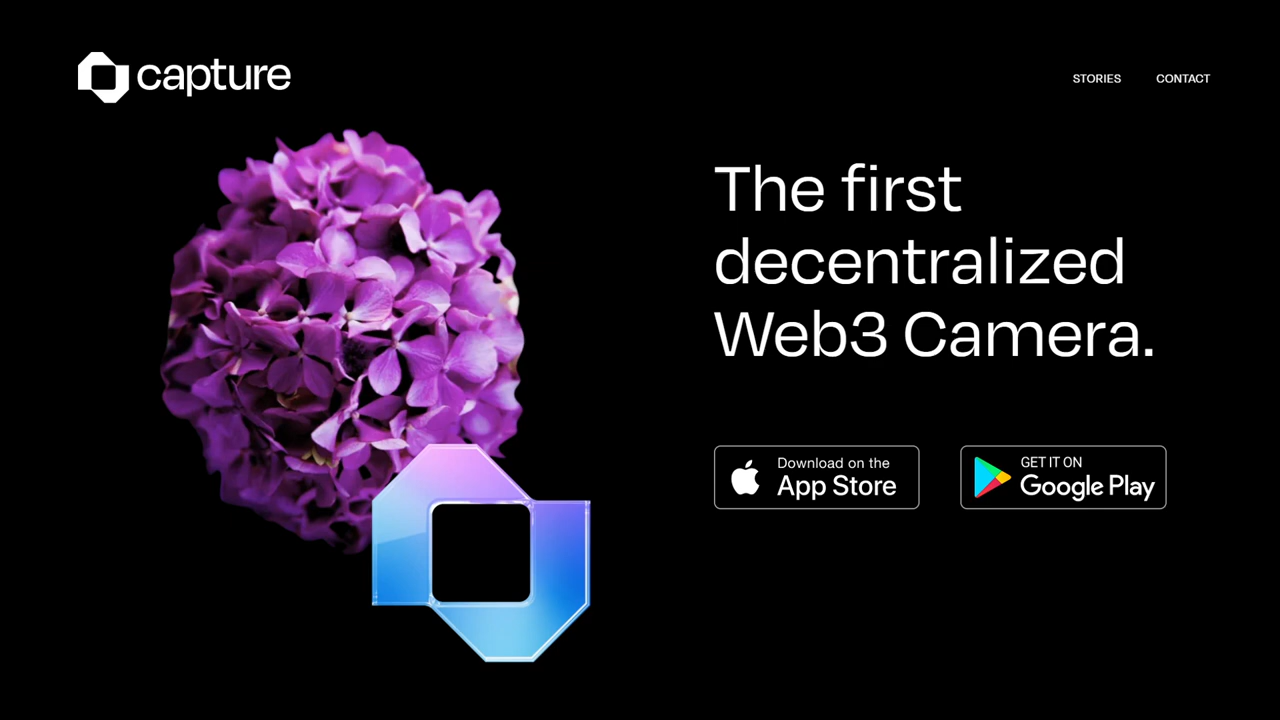 capture
STORIES
CONTACT
The first
decentralized
Web3 Camera.
Download on the
App Store
GET IT ON
Google Play